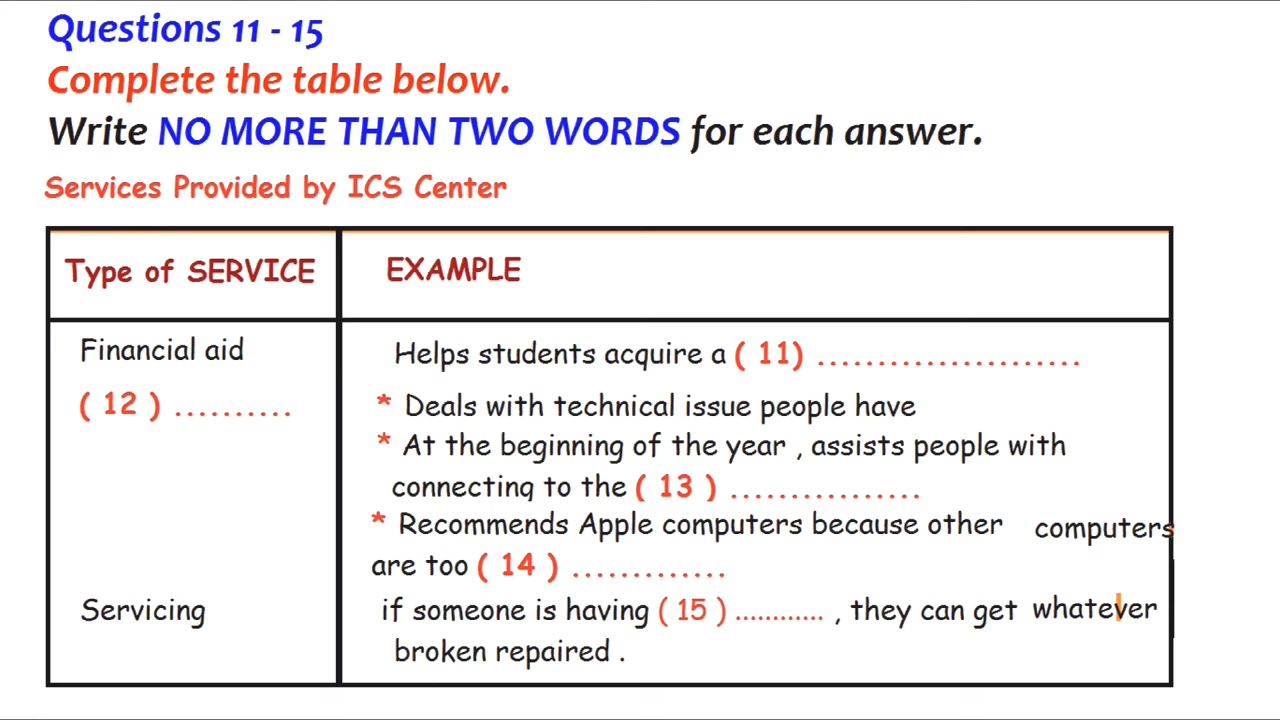 Questions 11 - 15
Complete the table below.
Write NO MORE THAN TWO WORDS for each answer.
Services Provided by ICS Center
Type of SERVICE
EXAMPLE
Financial aid
Helps students acquire a ( 11) ......................
( 12 ) ..........
* Deals with technical issue people have
* At the beginning of the year , assists people with
connecting to the ( 13 ) ................
* Recommends Apple computers because other computers
are too ( 14 ) .............
Servicing
if someone is having ( 15 ) ............ , they can get whatever
broken repaired .